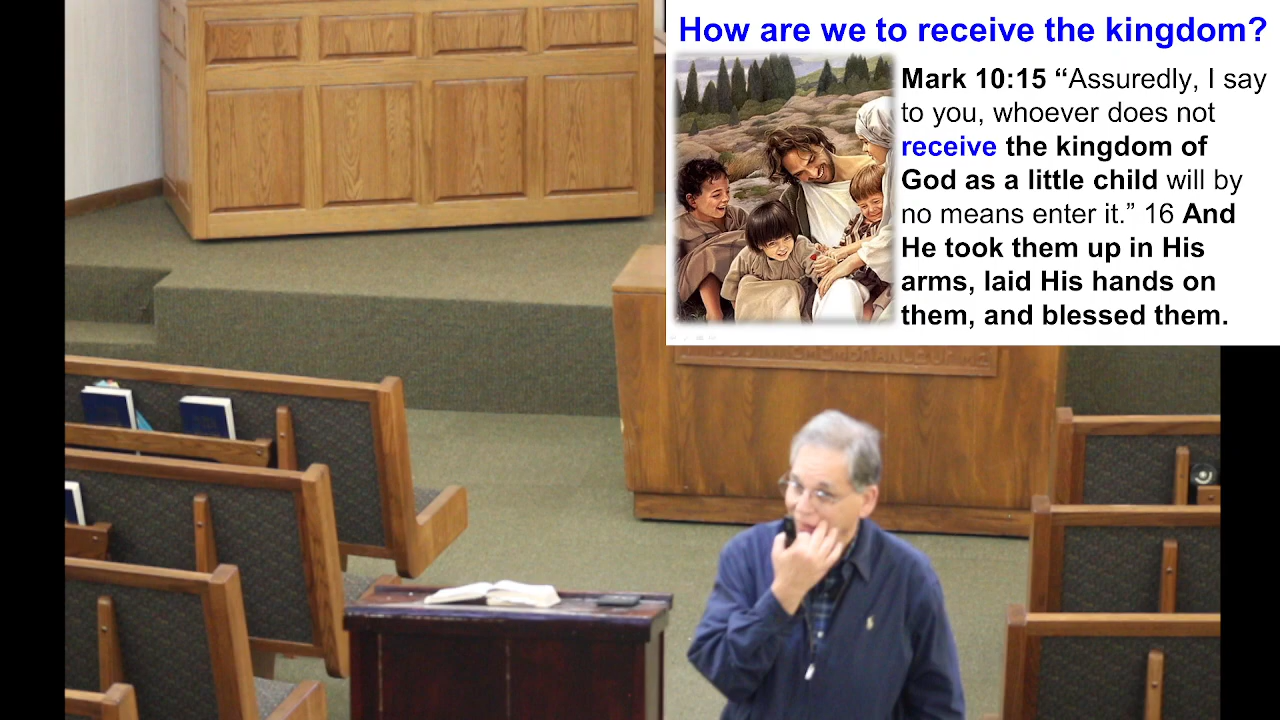 How are we to receive the kingdom?
Mark 10:15 “Assuredly, I say
to you, whoever does not
receive the kingdom of
God as a little child will by
no means enter it.” 16 And
He took them up in His
arms, laid His hands on
them, and blessed them.